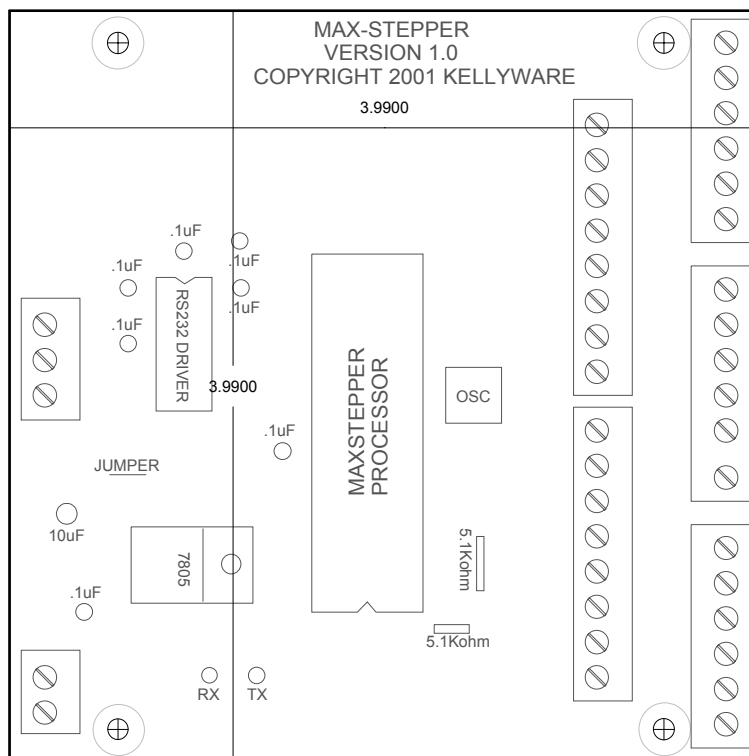 MAX-STEPPER
VERSION 1.0
COPYRIGHT 2001 KELLYWARE
3.9900
.1uF
.1uF
.1uF
.1uF
.1uF
RS232 DRIVER
3.9900
MAXSTEPPER
PROCESSOR
OSC
.1uF
JUMPER
10uF
7805
5.1Kohm
.1uF
5.1Kohm
RX
TX